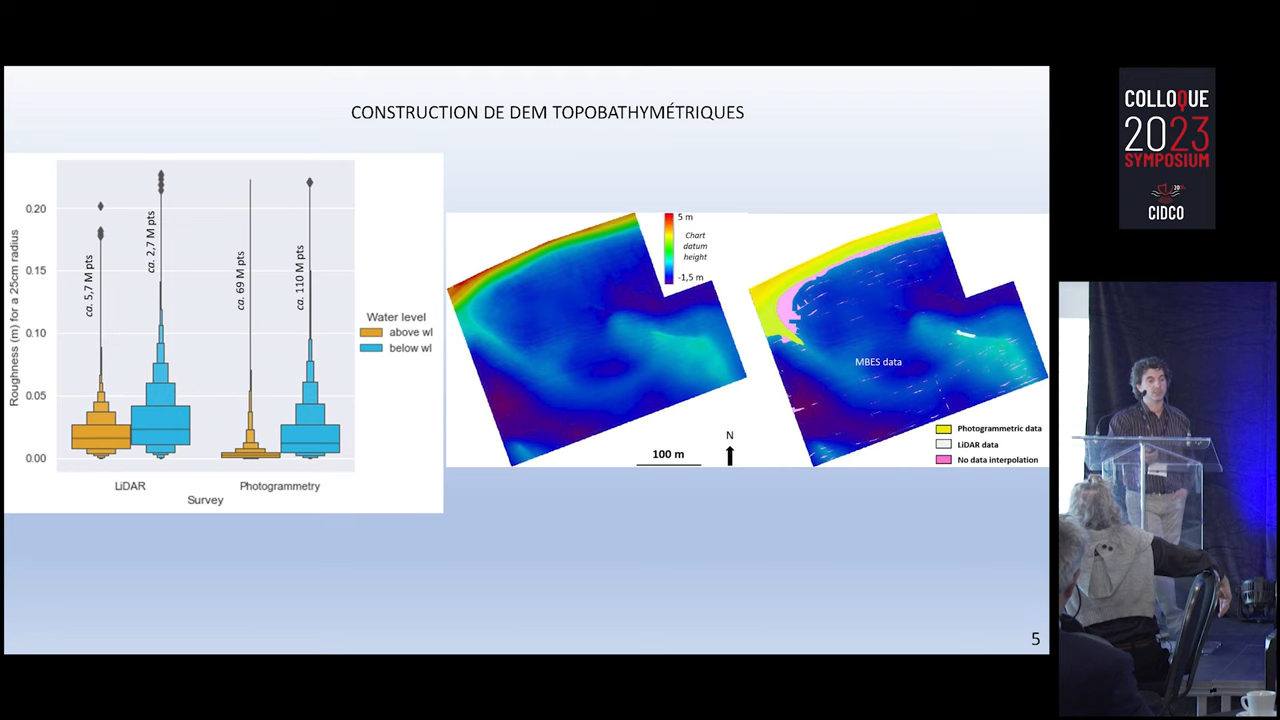 CONSTRUCTION DE DEM TOPOBATHYMÉTRIQUES
Roughness (m) for a 25cm radius
0.20
0.15
0.10
0.05
0.00
ca. 5,7 M pts
ca. 2,7 M pts
ca. 69 M pts
ca. 110 M pts
LiDAR
Photogrammetry
Survey
Water level
above wl
below wl
5 m
Chart
datum
height
-1,5 m
100 m
N
MBES data
Photogrammetric data
LiDAR data
No data interpolation
5
COLLOQUE
2023
SYMPOSIUM
CIDCO